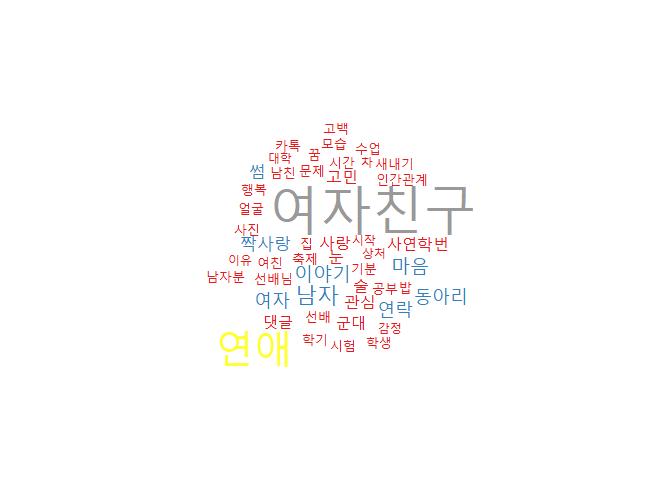 고백
카톡 모습 수업
대학 꿈 시간 차 새내기
썸 남친 문제 고민 인간관계
행복
여자친구
얼굴
사진
짝사랑 집 사랑 시작 사연학번
이유 여친 축제 눈 상처
남자분 선배님 이야기 기분 마음
여자 남자 술 공부 밥 동아리
관심 연락
댓글 선배 군대 감정
연애 학기 시험 학생